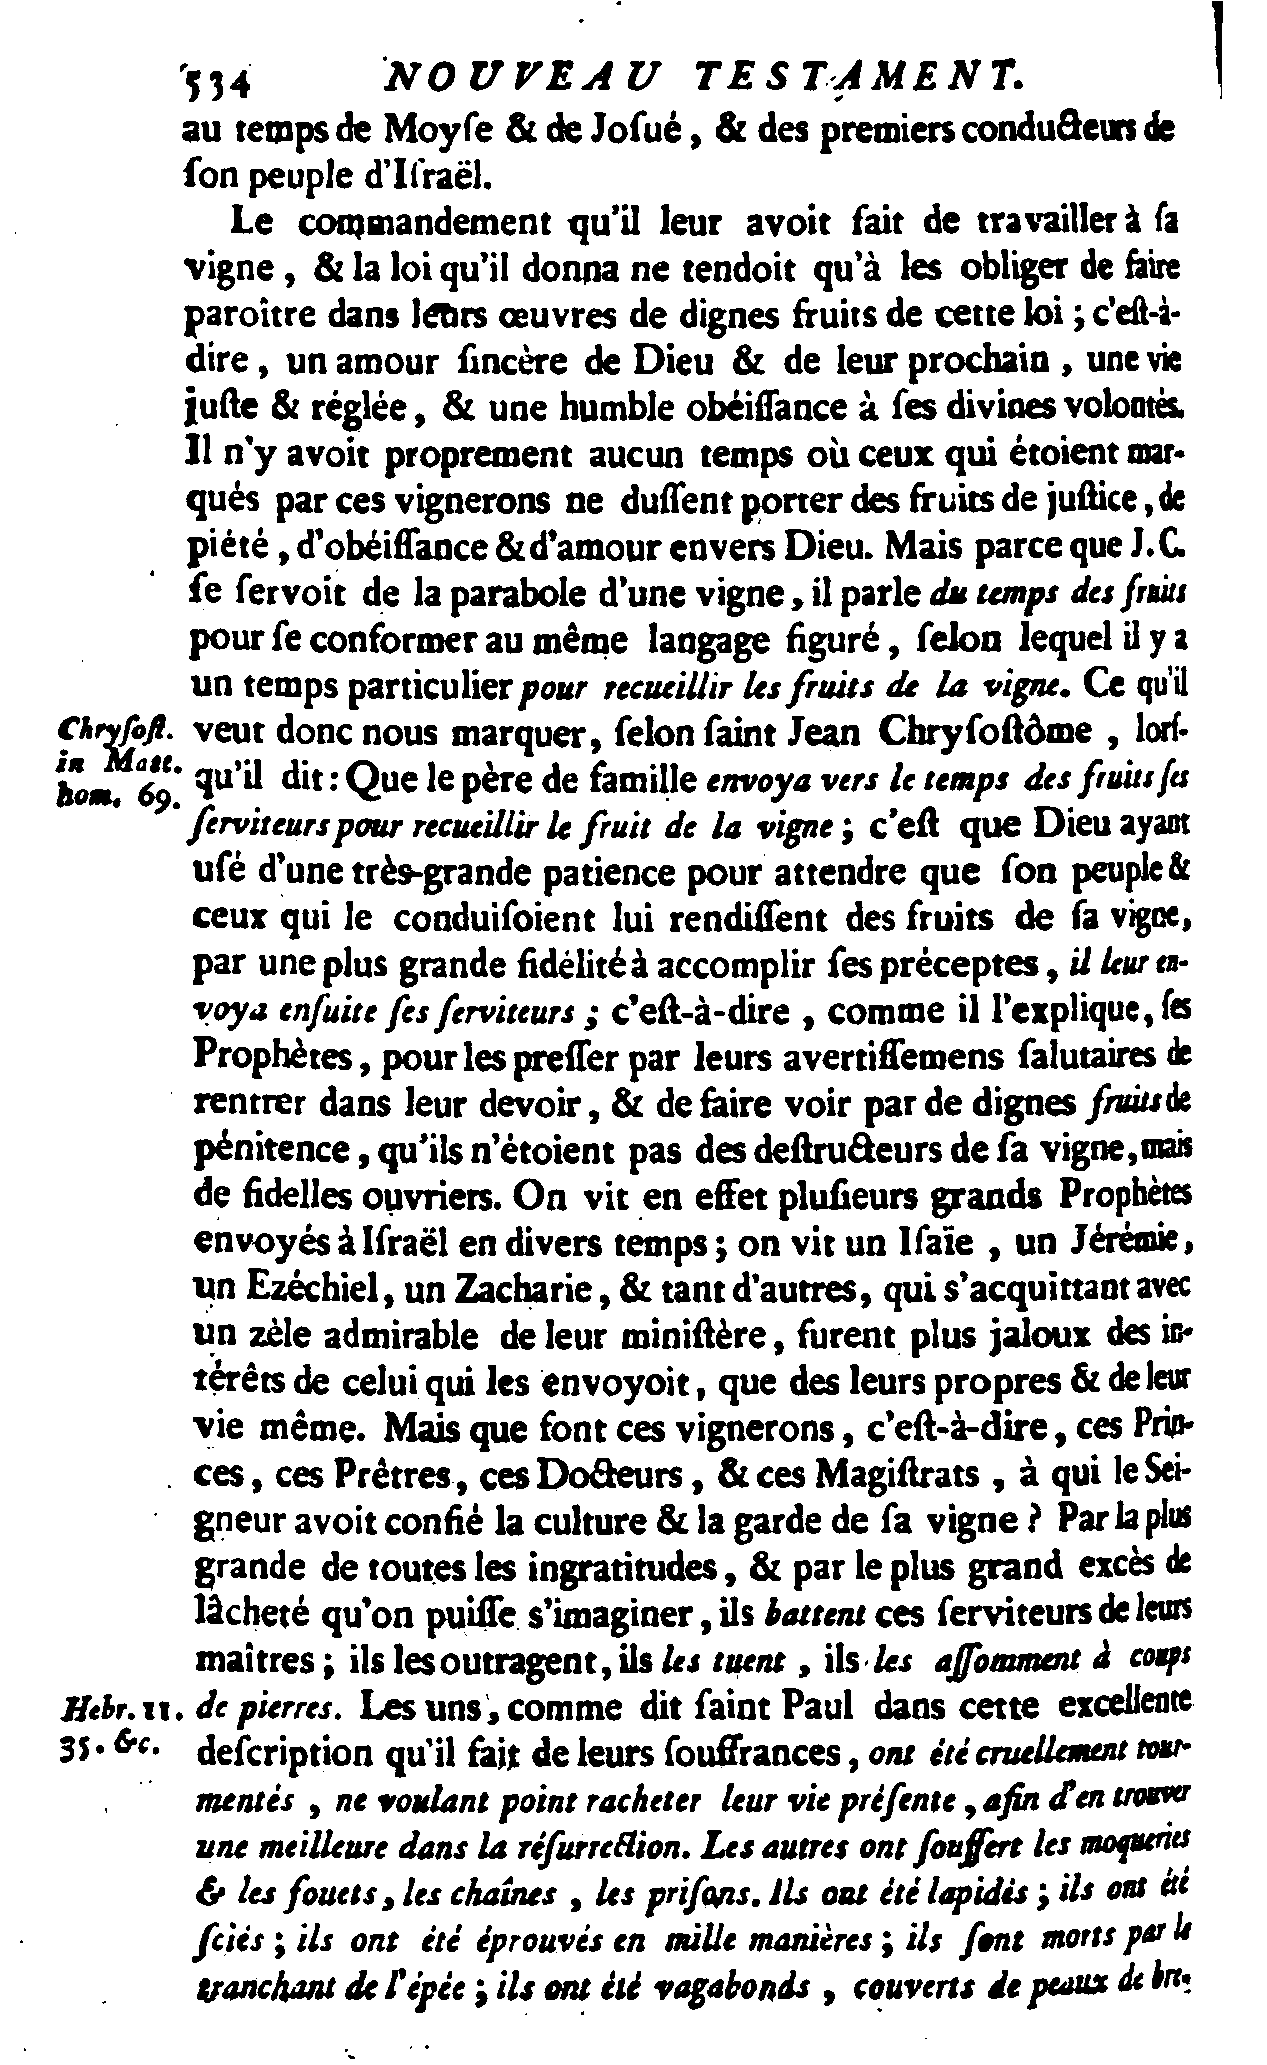 534 NOUVEAU TESTAMENT.
au temps de Moyſe & de Joſué, & des premiers conducteurs de
ſon peuple d'Iſraël.
Le commandement qu'il leur avoit fait de travailler à ſa
vigne, & la loi qu'il donna ne tendoit qu'à les obliger de faire
paroître dans leurs œuvres de dignes fruits de cette loi; c'eſt-à-
dire, un amour ſincère de Dieu & de leur prochain, une vie
juſte & réglée, & une humble obéiſſance à ſes divines volontés.
Il n'y avoit proprement aucun temps où ceux qui étoient mar-
qués par ces vignerons ne duſſent porter des fruits de juſtice, de
piété, d'obéiſſance & d'amour envers Dieu. Mais parce que J. C.
ſe ſervoit de la parabole d'une vigne, il parle du temps des fruits
pour ſe conformer au même langage figuré, ſelon lequel il y a
un temps particulier pour recueillir les fruits de la vigne. Ce qu'il
Chryſoſt. veut donc nous marquer, ſelon ſaint Jean Chryſoſtôme, lorſ-
in Matt. qu'il dit: Que le père de famille envoya vers le temps des fruits ſes
hom. 69. ſerviteurs pour recueillir le fruit de la vigne; c'eſt que Dieu ayant
uſé d'une très-grande patience pour attendre que ſon peuple &
ceux qui le conduiſoient lui rendiſſent des fruits de ſa vigne,
par une plus grande fidélité à accomplir ſes préceptes, il leur en-
voya enſuite ſes ſerviteurs; c'eſt-à-dire, comme il l'explique, ſes
Prophètes, pour les preſſer par leurs avertiſſemens ſalutaires de
rentrer dans leur devoir, & de faire voir par de dignes fruits de
pénitence, qu'ils n'étoient pas des deſtructeurs de ſa vigne, mais
de fidelles ouvriers. On vit en effet pluſieurs grands Prophètes
envoyés à Iſraël en divers temps; on vit un Iſaïe, un Jérémie,
un Ezéchiel, un Zacharie, & tant d'autres, qui s'acquittant avec
un zèle admirable de leur miniſtère, furent plus jaloux des in-
térêts de celui qui les envoyoit, que des leurs propres & de leur
vie même. Mais que font ces vignerons, c'eſt-à-dire, ces Prin-
ces, ces Prêtres, ces Docteurs, & ces Magiſtrats, à qui le Sei-
gneur avoit confié la culture & la garde de ſa vigne? Par la plus
grande de toutes les ingratitudes, & par le plus grand excès de
lâcheté qu'on puiſſe s'imaginer, ils battent ces ſerviteurs de leurs
maîtres; ils les outragent, ils les tuent, ils les aſſomment à coups
Hebr. 11. de pierres. Les uns, comme dit ſaint Paul dans cette excellente
35. &c. deſcription qu'il fait de leurs ſouffrances, ont été cruellement tour-
mentés, ne voulant point racheter leur vie préſente, afin d'en trouver
une meilleure dans la réſurrection. Les autres ont ſouffert les moqueries
& les fouets, les chaînes, les priſons. Ils ont été lapidés; ils ont été
ſciés; ils ont été éprouvés en mille manières; ils ſont morts par le
tranchant de l'épée; ils ont été vagabonds, couverts de peaux de bre-